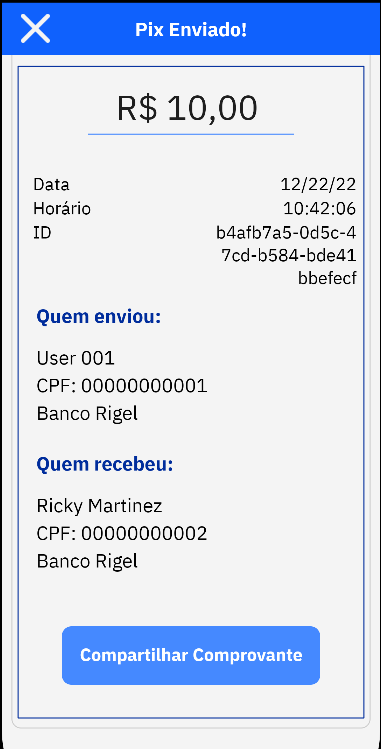 Pix Enviado!
R$ 10,00
Data 12/22/22
Horário 10:42:06
ID b4afb7a5-0d5c-4
7cd-b584-bde41
bbefecf
Quem enviou:
User 001
CPF: 00000000001
Banco Rigel
Quem recebeu:
Ricky Martinez
CPF: 00000000002
Banco Rigel
Compartilhar Comprovante